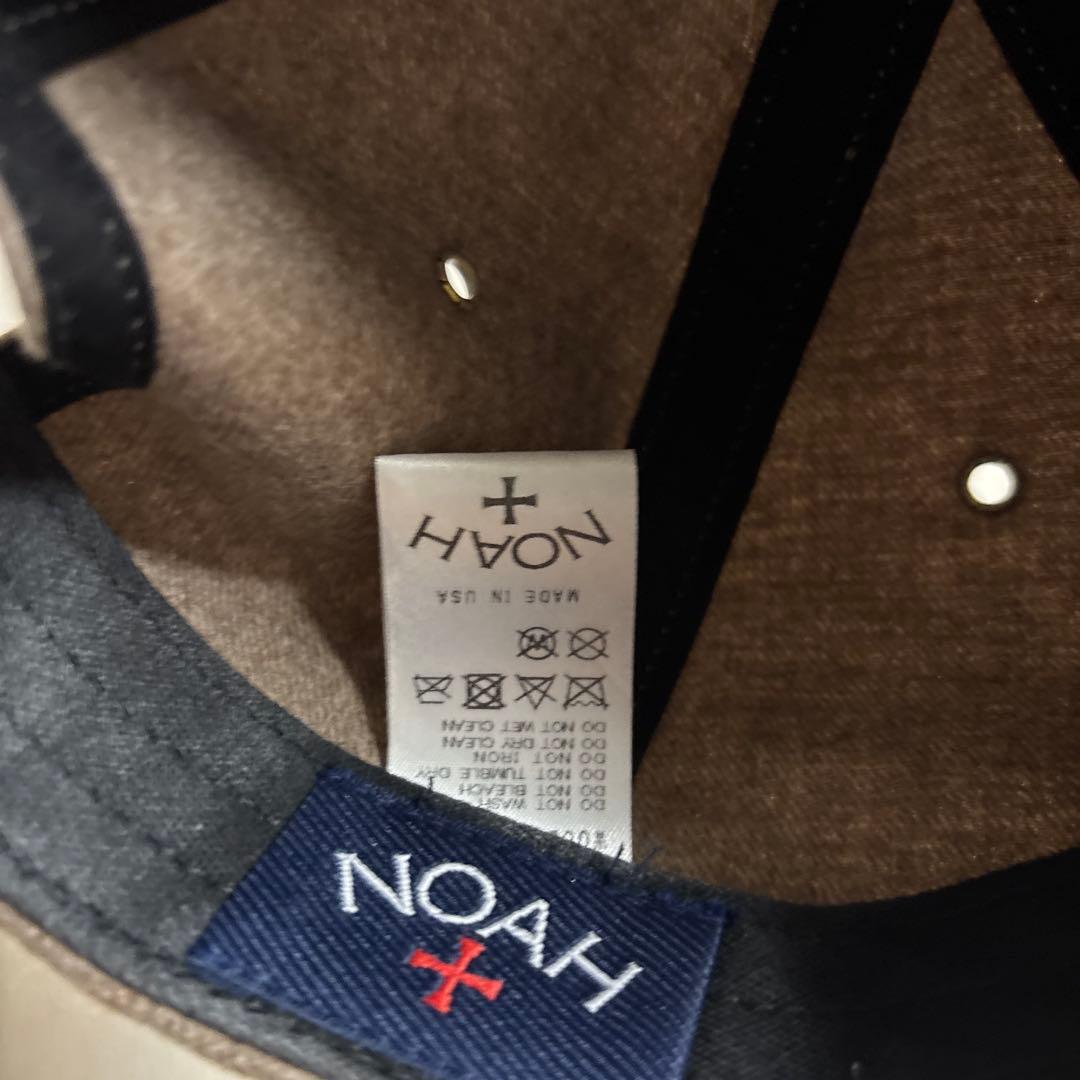 DO NOT WASH
DO NOT BLEACH
DO NOT TUMBLE DRY
DO NOT IRON
DO NOT DRY CLEAN
DO NOT WET CLEAN
W
MADE IN USA
NOAH
NOAH